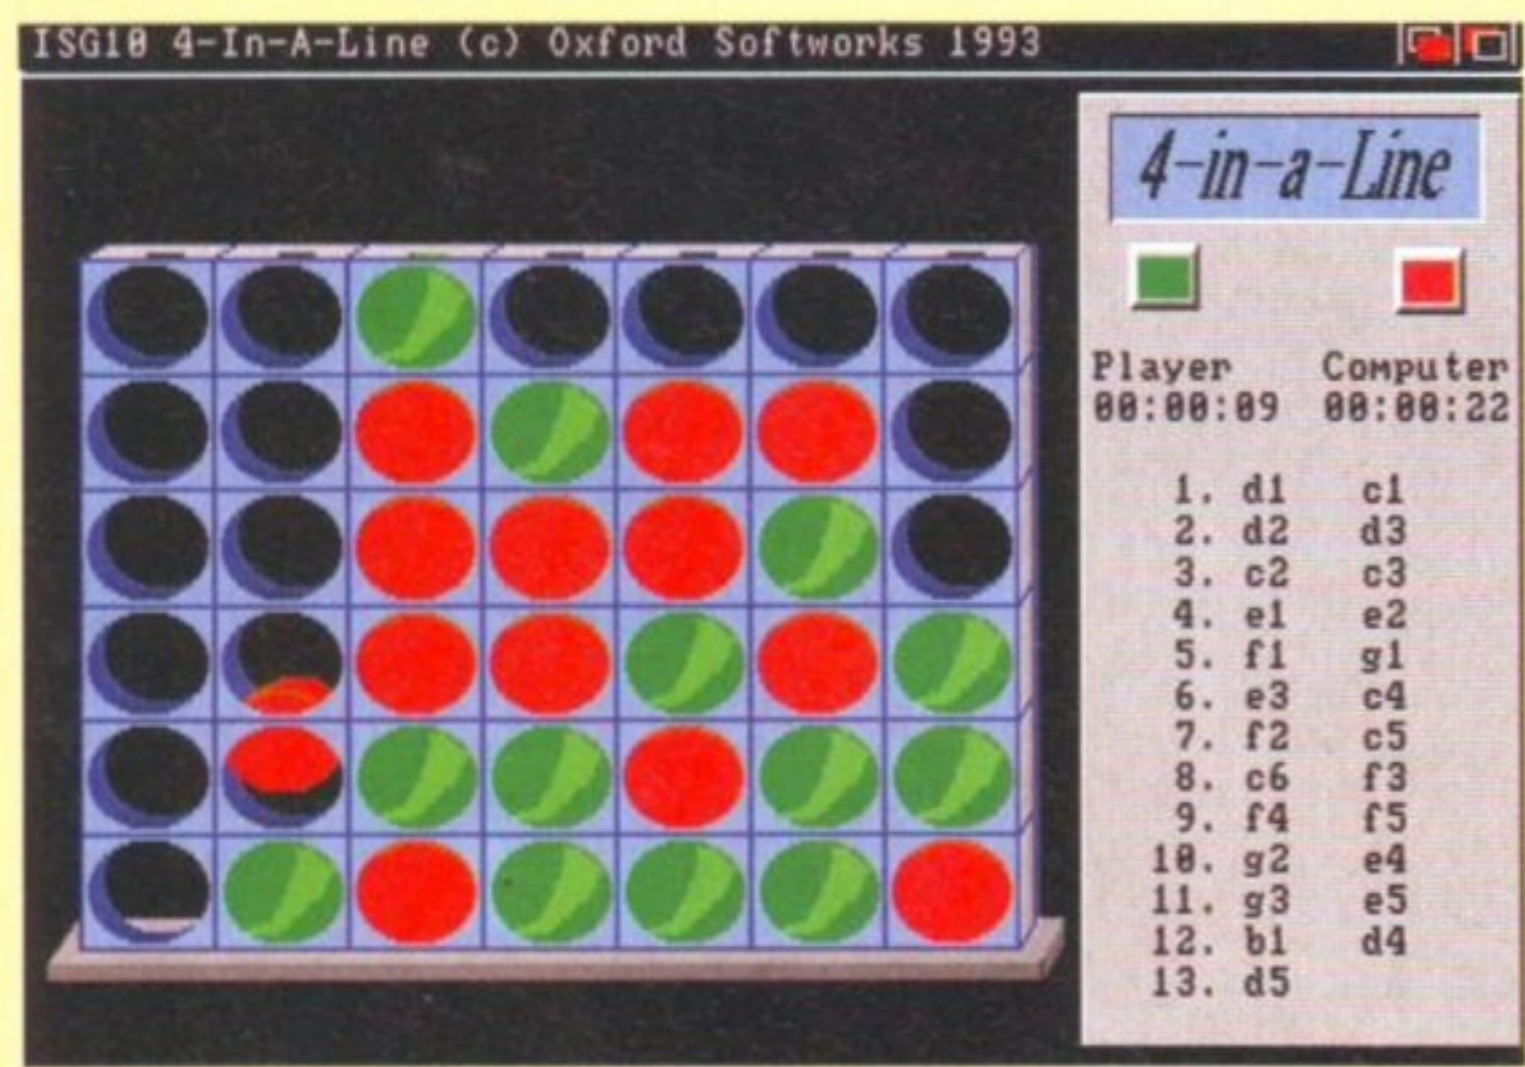 ISG10 4-In-A-Line (c) Oxford Softworks 1993
4-in-a-Line
Player Computer
00:00:09 00:00:22
1. d1 c1
2. d2 d3
3. c2 c3
4. e1 e2
5. f1 g1
6. e3 c4
7. f2 c5
8. c6 f3
9. f4 f5
10. g2 e4
11. g3 e5
12. b1 d4
13. d5